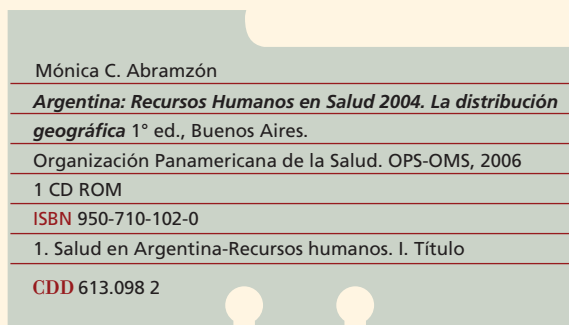 Mónica C. Abramzón
Argentina: Recursos Humanos en Salud 2004. La distribución
geográfica 1° ed., Buenos Aires.
Organización Panamericana de la Salud. OPS-OMS, 2006
1 CD ROM
ISBN 950-710-102-0
1. Salud en Argentina-Recursos humanos. I. Título
CDD 613.098 2